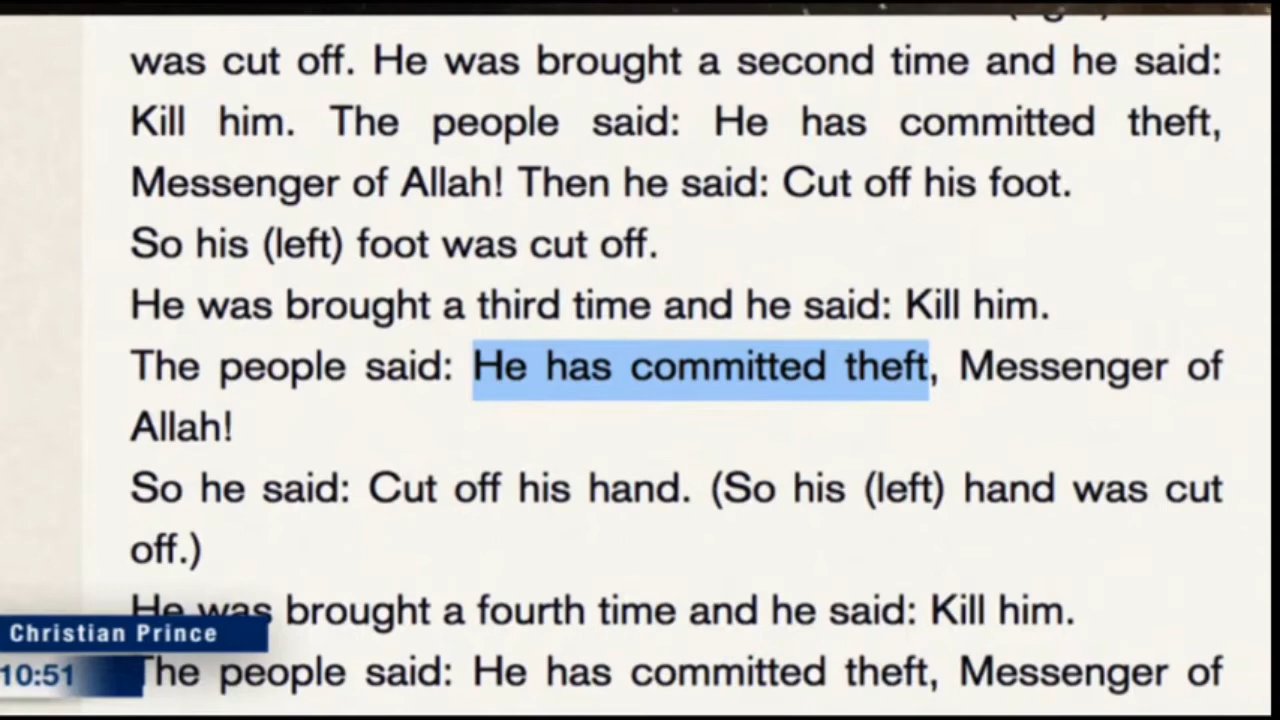 was cut off. He was brought a second time and he said:
Kill him. The people said: He has committed theft,
Messenger of Allah! Then he said: Cut off his foot.
So his (left) foot was cut off.
He was brought a third time and he said: Kill him.
The people said: He has committed theft, Messenger of
Allah!
So he said: Cut off his hand. (So his (left) hand was cut
off.)
He was brought a fourth time and he said: Kill him.
Christian Prince
10:51
The people said: He has committed theft, Messenger of